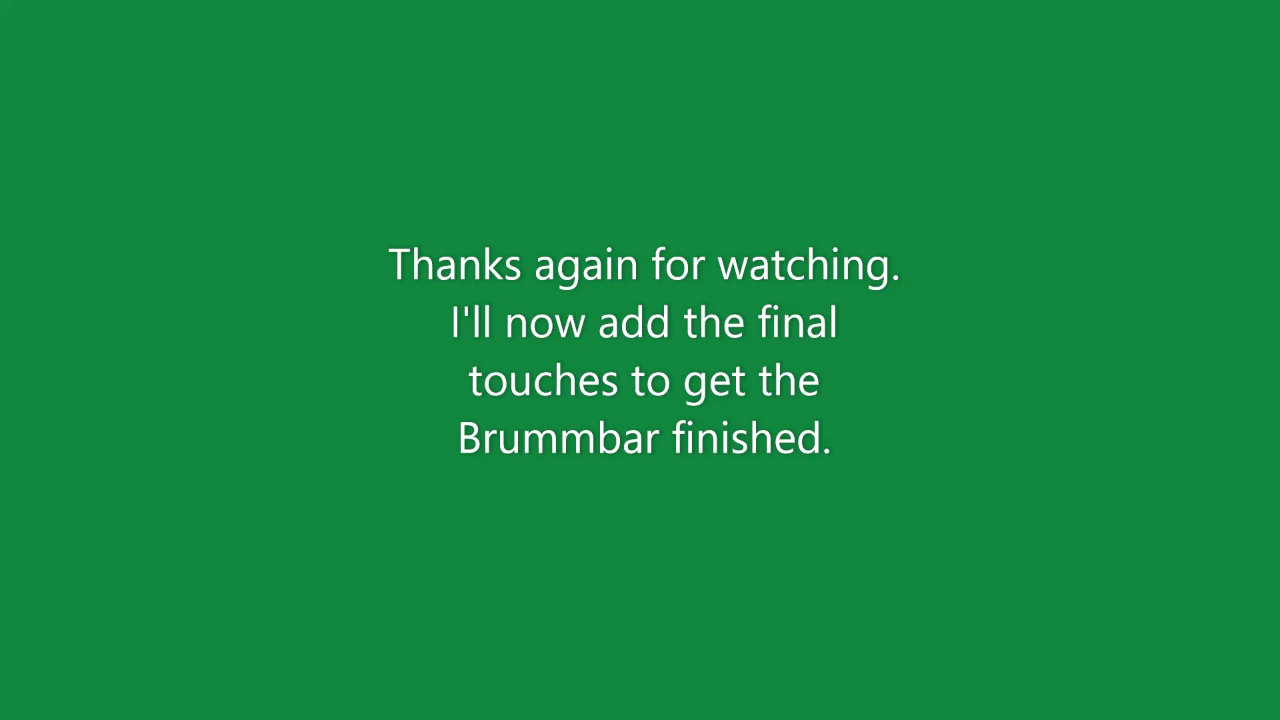 Thanks again for watching.
I'll now add the final
touches to get the
Brummbar finished.